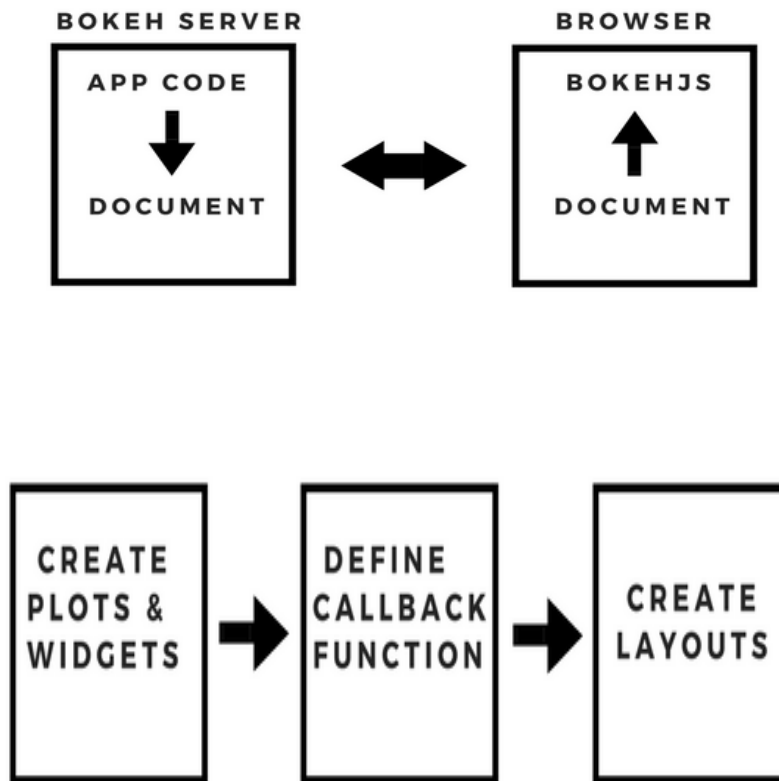 BOKEH SERVER
APP CODE
DOCUMENT
BROWSER
BOKEHJS
DOCUMENT
CREATE
PLOTS &
WIDGETS
DEFINE
CALLBACK
FUNCTION
CREATE
LAYOUTS